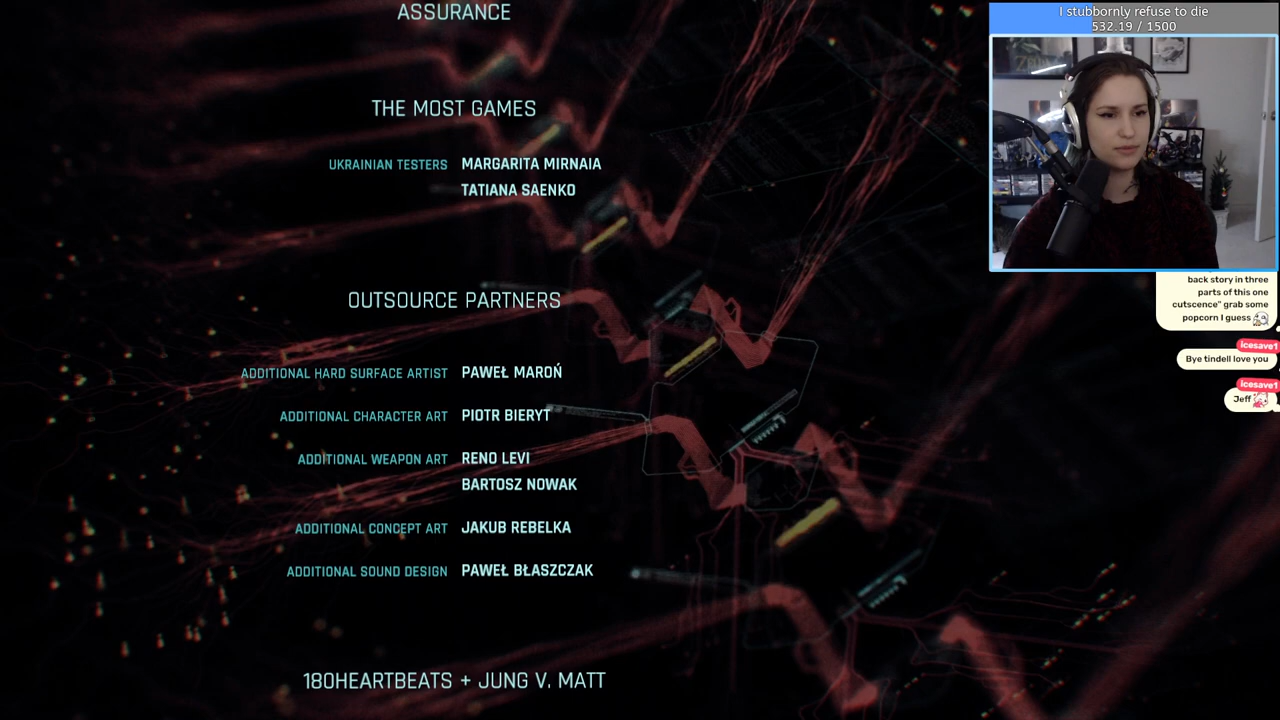 ASSURANCE
THE MOST GAMES
UKRAINIAN TESTERS MARGARITA MIRNAIA
TATIANA SAENKO
OUTSOURCE PARTNERS
ADDITIONAL HARD SURFACE ARTIST PAWEŁ MAROŃ
ADDITIONAL CHARACTER ART PIOTR BIERYT
ADDITIONAL WEAPON ART RENO LEVI
BARTOSZ NOWAK
ADDITIONAL CONCEPT ART JAKUB REBELKA
ADDITIONAL SOUND DESIGN PAWEŁ BŁASZCZAK
180HEARTBEATS + JUNG V. MATT
I stubbornly refuse to die
532.19 / 1500
back story in three
parts of this one
cutscence" grab some
popcorn I guess
icesave1
Bye tindell love you
icesave1
Jeff